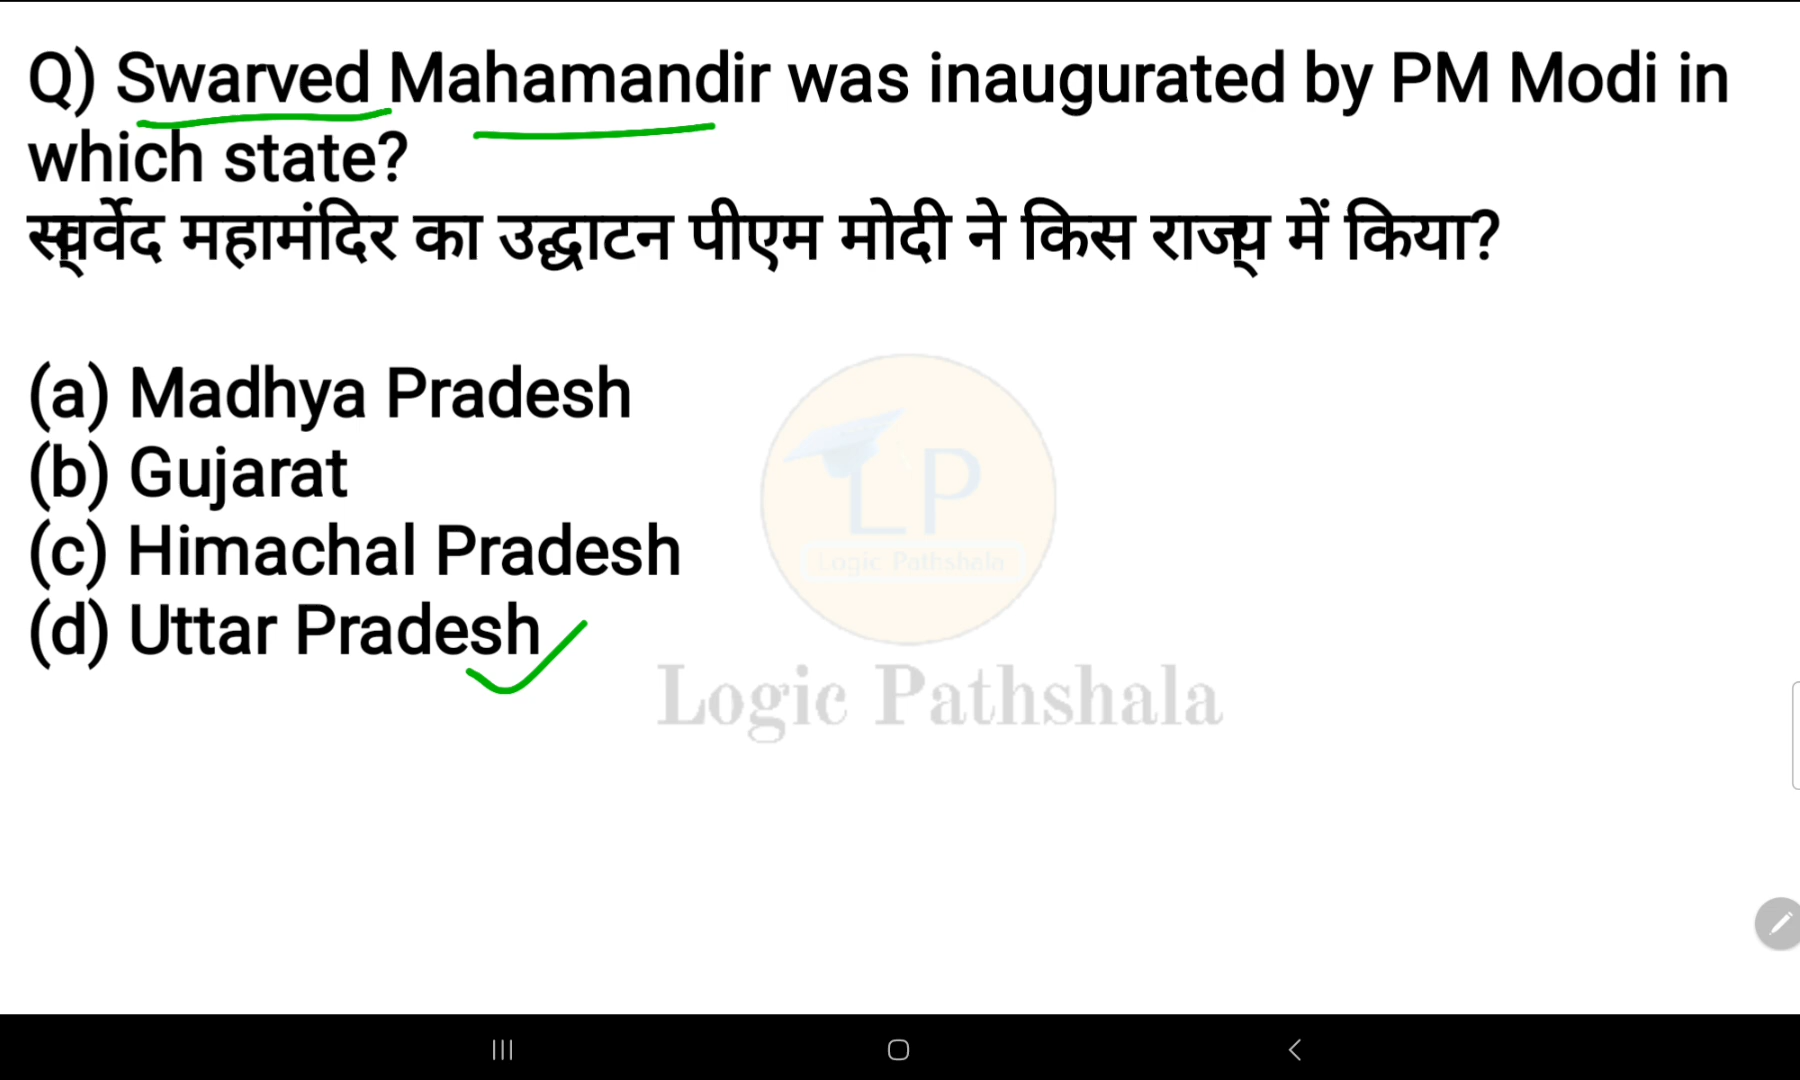 Q) Swarved Mahamandir was inaugurated by PM Modi in
which state?
स्वर्वेद महामंदिर का उद्घाटन पीएम मोदी ने किस राज्य में किया?
(a) Madhya Pradesh
(b) Gujarat
(c) Himachal Pradesh
(d) Uttar Pradesh
LP
Logic Pathshala
Logic Pathshala